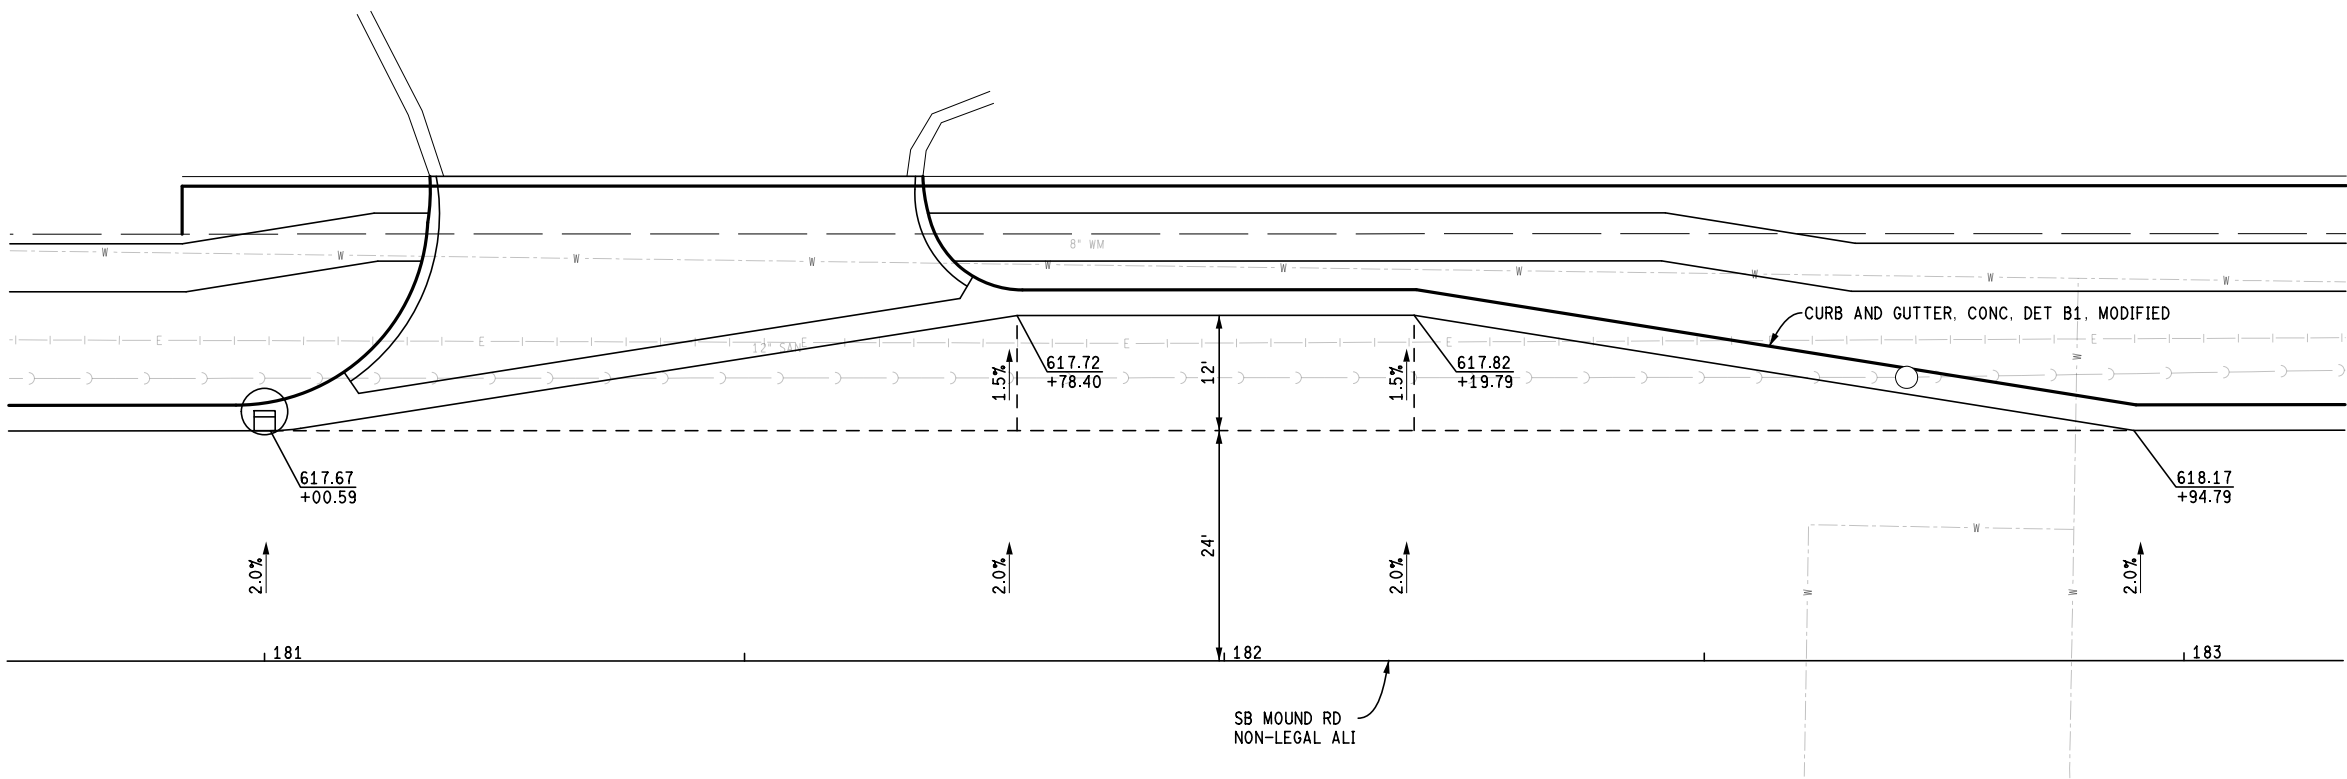 W
W
W
W
8" WM
W
W
W
W
W
W
CURB AND GUTTER, CONC, DET B1, MODIFIED
E
E
12" SAN
E
E
E
E
W
1.5%
617.72
+78.40
12'
1.5%
617.82
+19.79
617.67
+00.59
618.17
+94.79
24'
W
2.0%
2.0%
2.0%
W
W
2.0%
181
182
183
SB MOUND RD
NON-LEGAL ALI